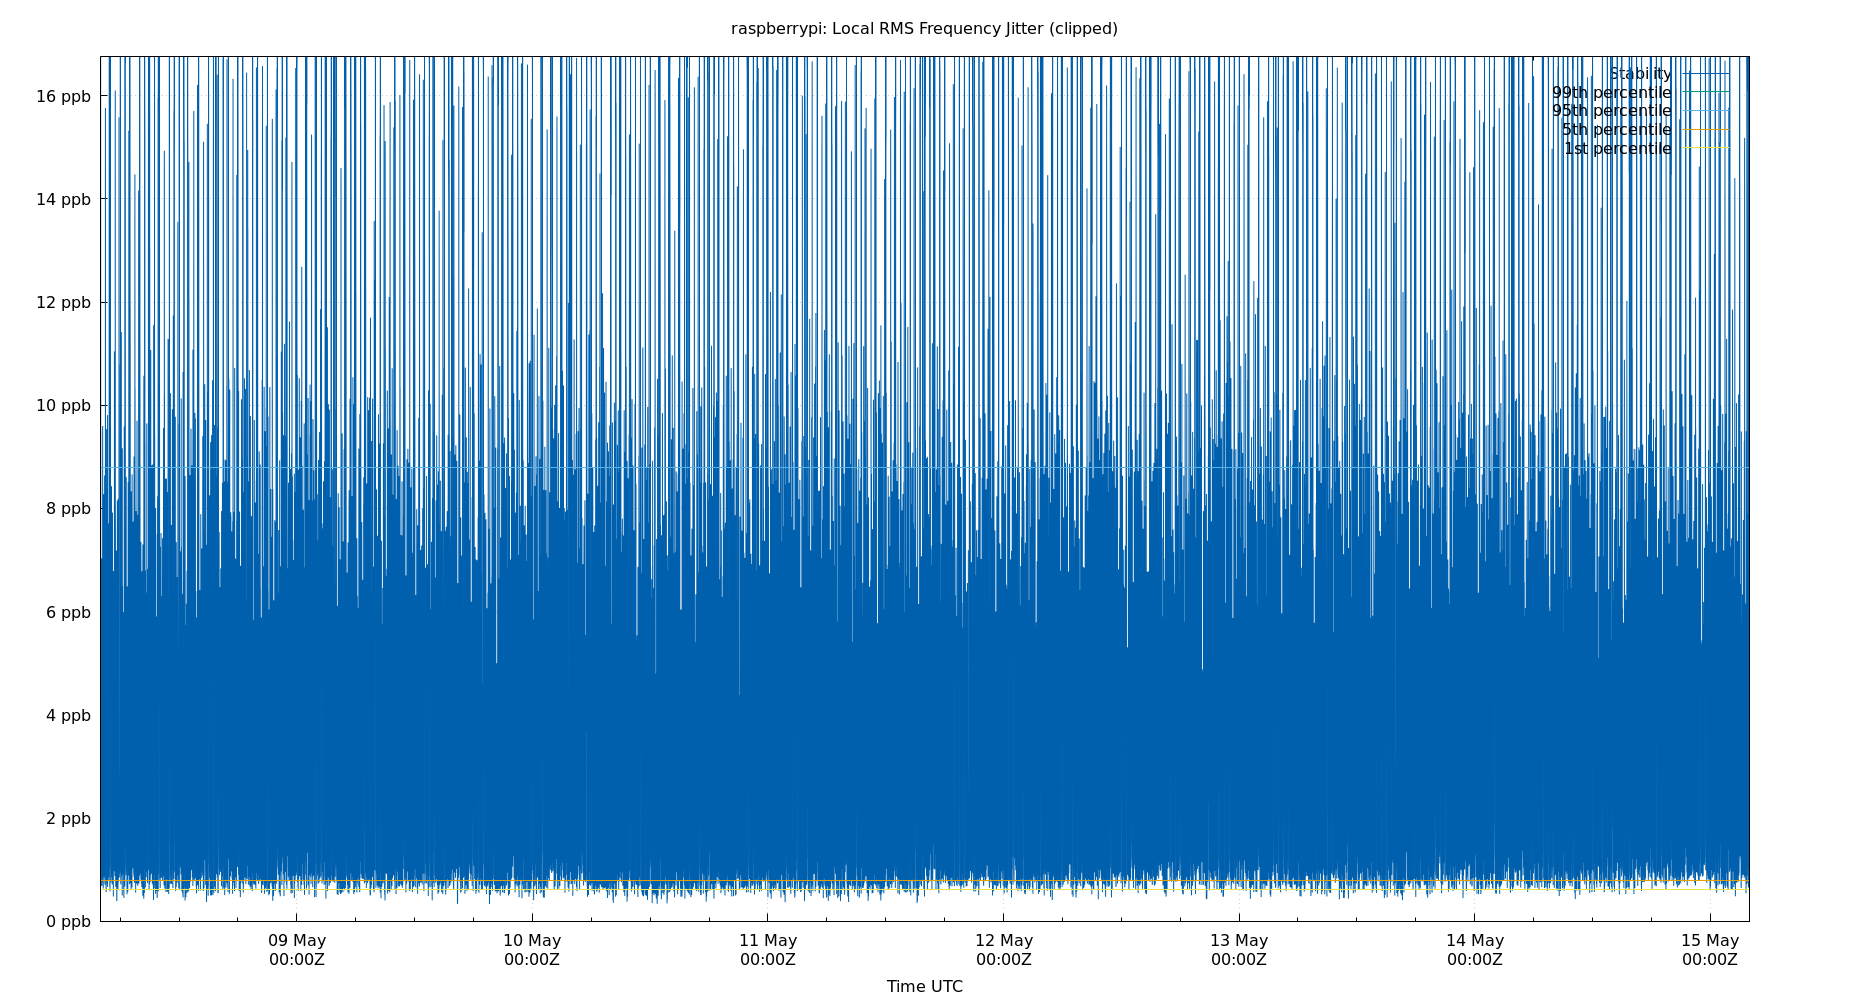 raspberrypi: Local RMS Frequency Jitter (clipped)
Stability
99th percentile
95th percentile
5th percentile
1st percentile
16 ppb
14 ppb
12 ppb
10 ppb
8 ppb
6 ppb
4 ppb
2 ppb
0 ppb
09 May 10 May 11 May 12 May 13 May 14 May 15 May
00:00Z 00:00Z 00:00Z 00:00Z 00:00Z 00:00Z 00:00Z
Time UTC